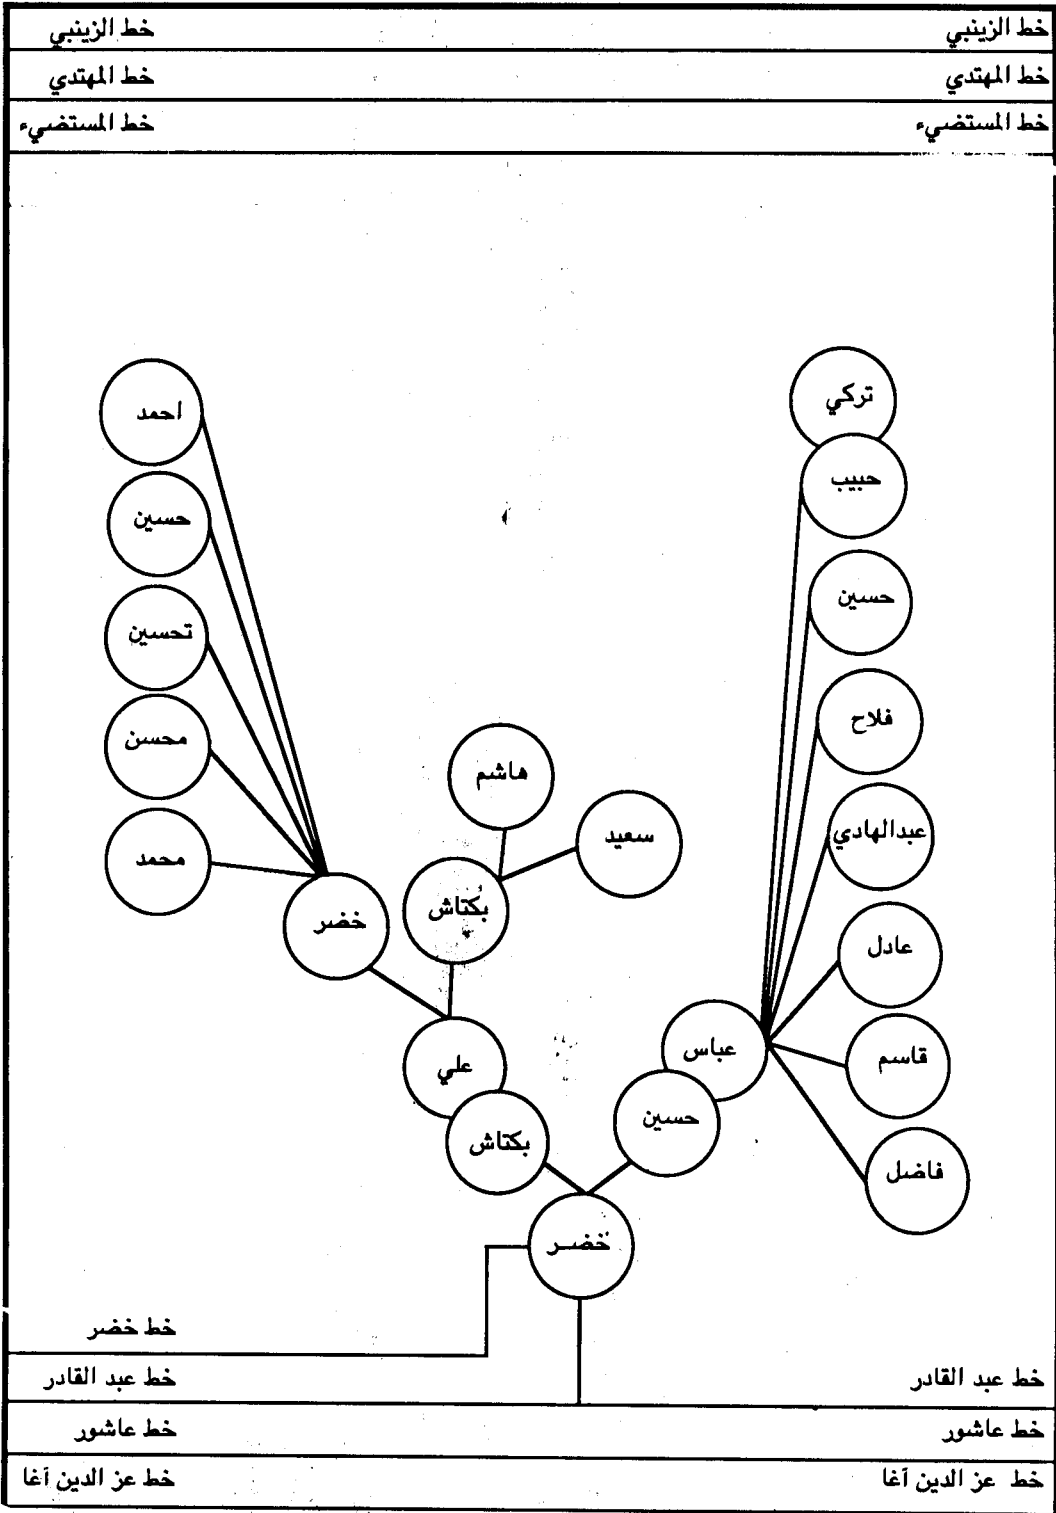 خط الزينبي خط الزينبي
خط المهتدي خط المهتدي
خط المستضيء خط المستضيء
تركي
احمد
حبيب
حسين
حسين
فلاح
تحسين
محسن
هاشم
عبدالهادي
سعيد
محمد
بكتاش
خضر
عادل
عباس
قاسم
علي
حسين
بكتاش
فاضل
خضر
خط خضر
خط عبد القادر خط عبد القادر
خط عاشور خط عاشور
خط عز الدين آغا خط عز الدين آغا